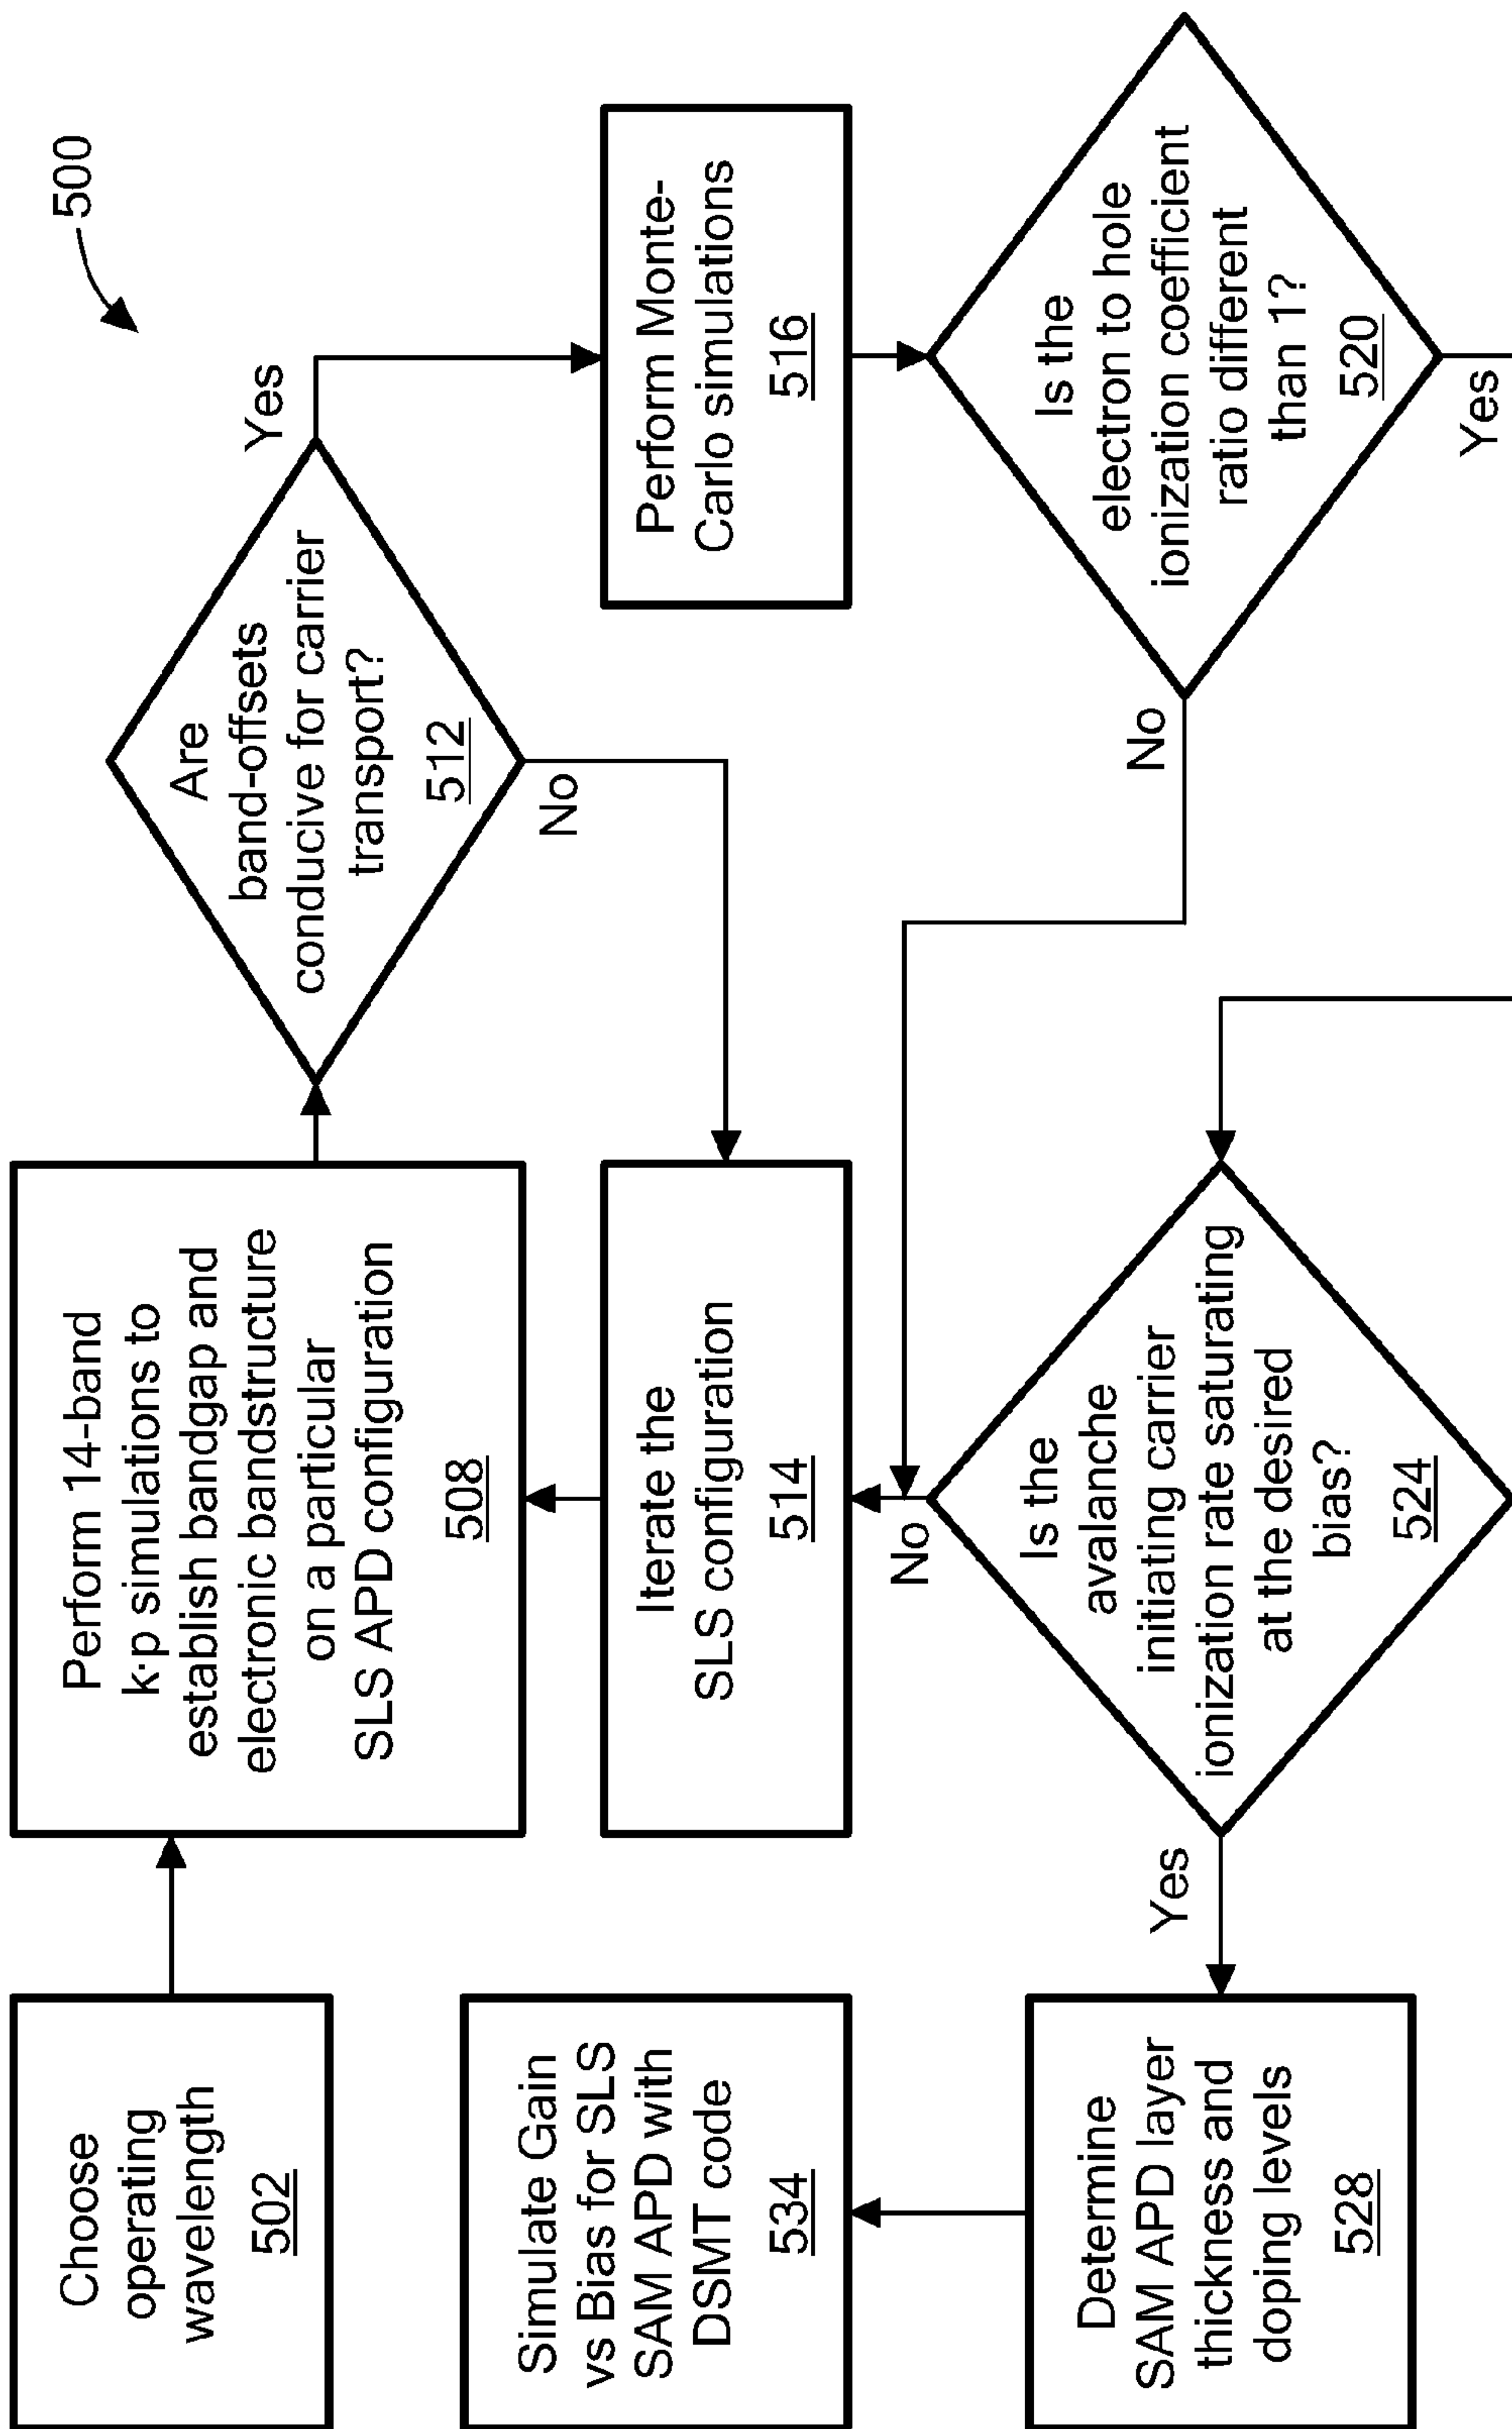 500
Choose
operating
wavelength
502
Perform 14-band
k·p simulations to
establish bandgap and
electronic bandstructure
on a particular
SLS APD configuration
508
Are
band-offsets
conducive for carrier
transport?
512
Yes
No
Iterate the
SLS configuration
514
Perform Monte-
Carlo simulations
516
Is the
electron to hole
ionization coefficient
ratio different
than 1?
520
No
Yes
Is the
avalanche
initiating carrier
ionization rate saturating
at the desired
bias?
524
No
Yes
Determine
SAM APD layer
thickness and
doping levels
528
Simulate Gain
vs Bias for SLS
SAM APD with
DSMT code
534